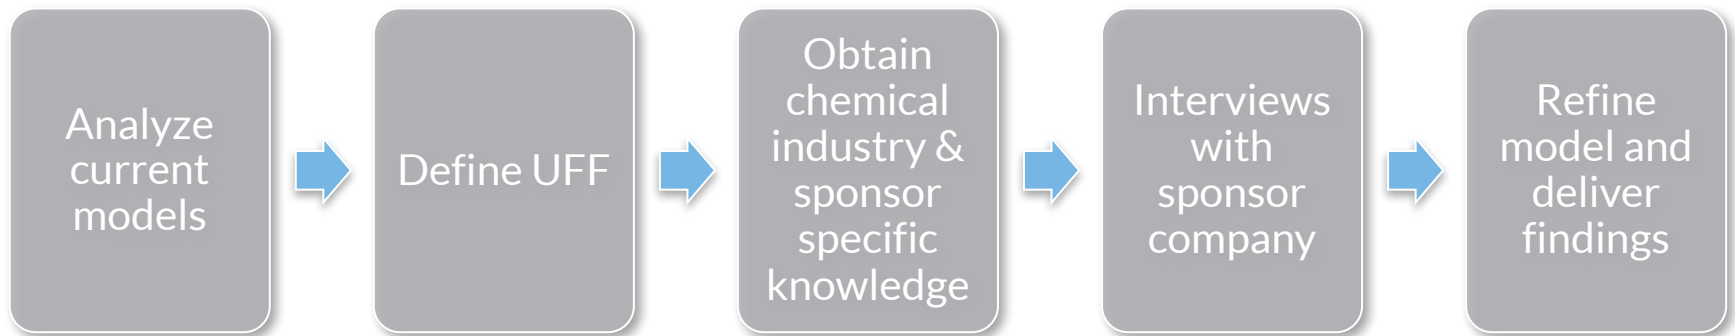 Analyze
current
models
Define UFF
Obtain
chemical
industry &
sponsor
specific
knowledge
Interviews
with
sponsor
company
Refine
model and
deliver
findings